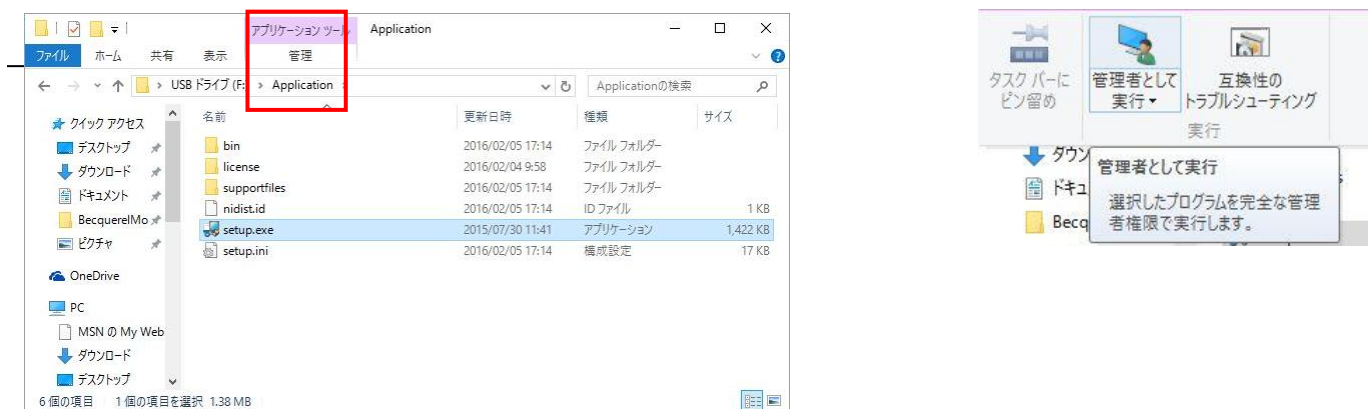 アプリケーション ツール Application
ファイル ホーム 共有 表示 管理
USB ドライブ (F: > Application > Applicationの検索
クイック アクセス
デスクトップ
ダウンロード
ドキュメント
BecquerelMo
ピクチャ
OneDrive
PC
MSN の My Web
ダウンロード
デスクトップ
名前 更新日時 種類 サイズ
bin 2016/02/05 17:14 ファイル フォルダー
license 2016/02/04 9:58 ファイル フォルダー
supportfiles 2016/02/05 17:14 ファイル フォルダー
nidist.id 2016/02/05 17:14 ID ファイル 1 KB
setup.exe 2015/07/30 11:41 アプリケーション 1,422 KB
setup.ini 2016/02/05 17:14 構成設定 17 KB
6 個の項目 1 個の項目を選択 1.38 MB
タスク バーに
ピン留め
管理者として
実行
互換性の
トラブルシューティング
実行
ダウン
ドキュ
Becq
管理者として実行
選択したプログラムを完全な管理
者権限で実行します。